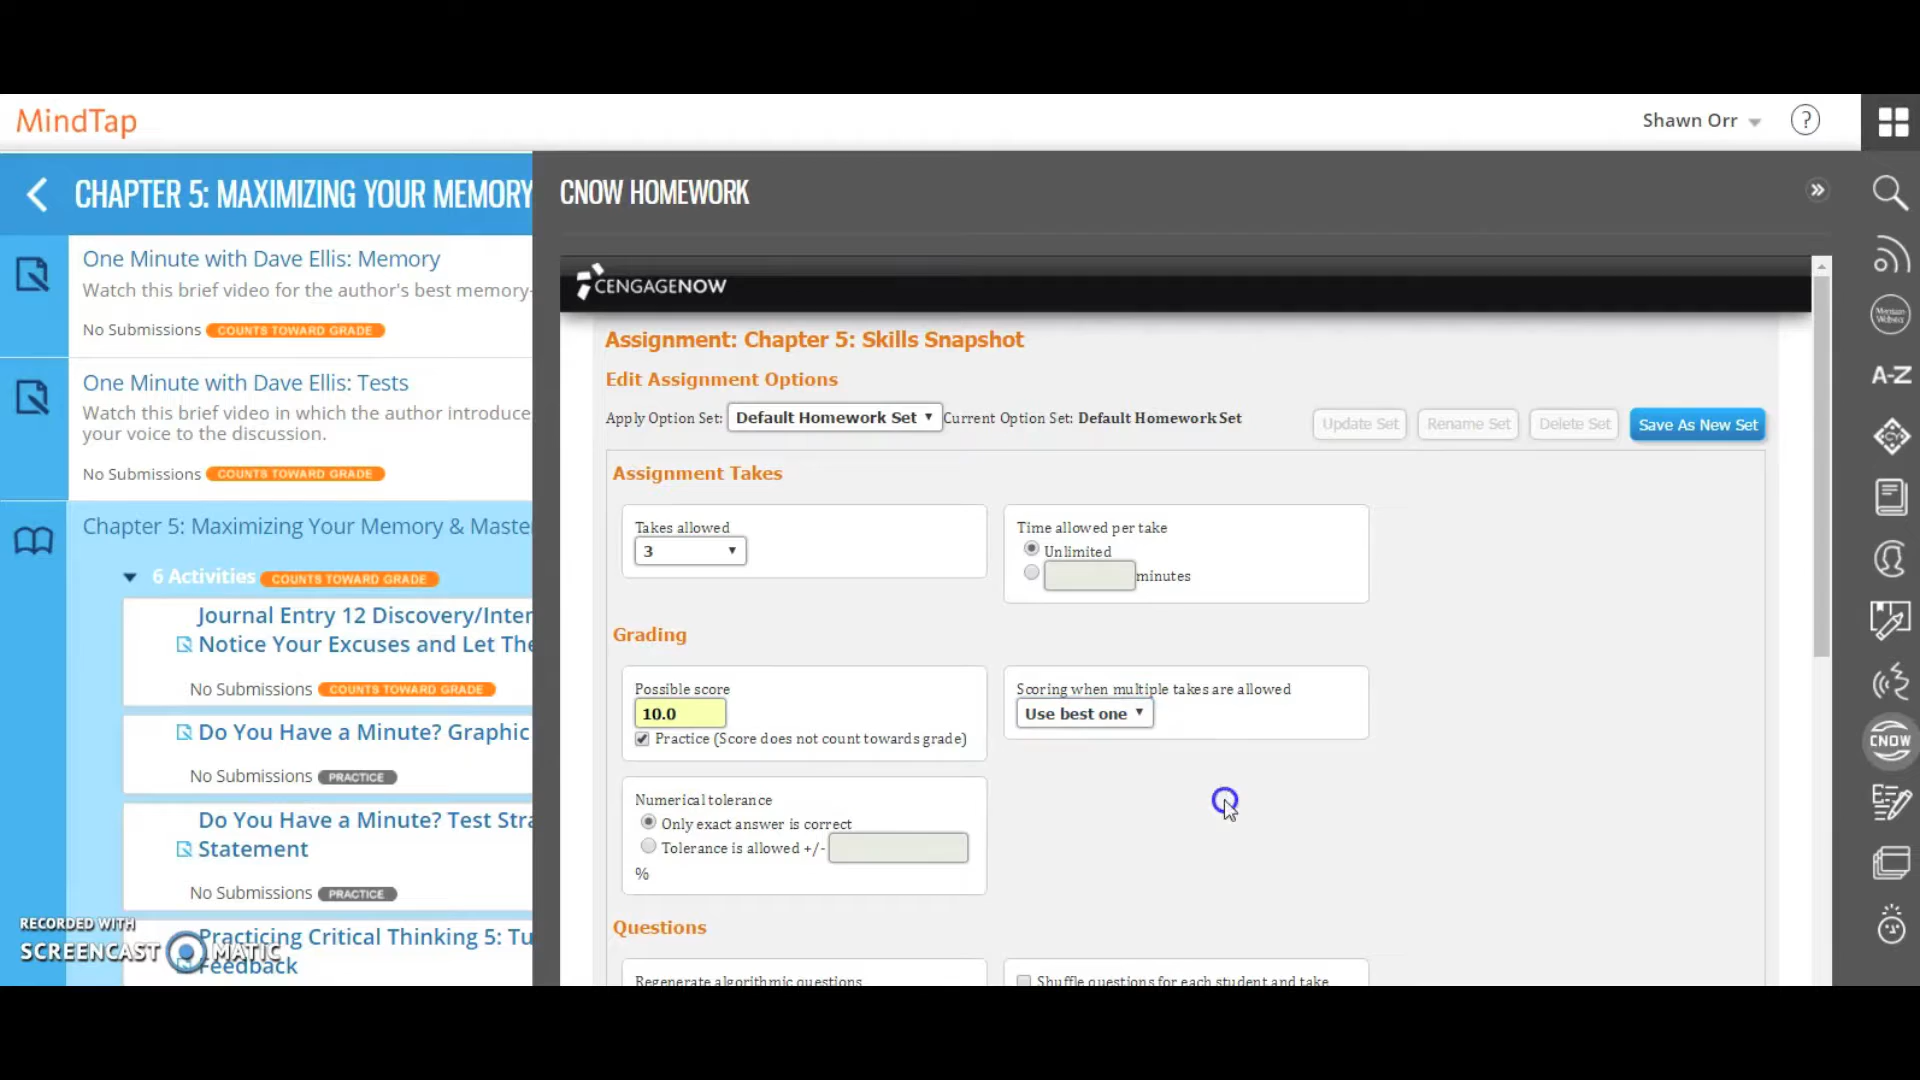 MindTap
Shawn Orr
?
CHAPTER 5: MAXIMIZING YOUR MEMORY
One Minute with Dave Ellis: Memory
Watch this brief video for the author's best memory-
No Submissions COUNTS TOWARD GRADE
One Minute with Dave Ellis: Tests
Watch this brief video in which the author introduce
your voice to the discussion.
No Submissions COUNTS TOWARD GRADE
Chapter 5: Maximizing Your Memory & Maste
6 Activities COUNTS TOWARD GRADE
Journal Entry 12 Discovery/Inter
Notice Your Excuses and Let The
No Submissions COUNTS TOWARD GRADE
Do You Have a Minute? Graphic
No Submissions PRACTICE
Do You Have a Minute? Test Stra
Statement
No Submissions PRACTICE
Practicing Critical Thinking 5: Tu
Feedback
RECORDED WITH
SCREENCAST MATIC
CNOW HOMEWORK
CENGAGENOW
Assignment: Chapter 5: Skills Snapshot
Edit Assignment Options
Apply Option Set: Default Homework Set Current Option Set: Default Homework Set
Update Set Rename Set Delete Set Save As New Set
Assignment Takes
Takes allowed
3
Time allowed per take
Unlimited
minutes
Grading
Possible score
10.0
Practice (Score does not count towards grade)
Scoring when multiple takes are allowed
Use best one
Numerical tolerance
Only exact answer is correct
Tolerance is allowed +/-
%
Questions
Regenerate algorithmic questions
Shuffle questions for each student and take
Merriam-
Webster
A-Z
CY
CNOW